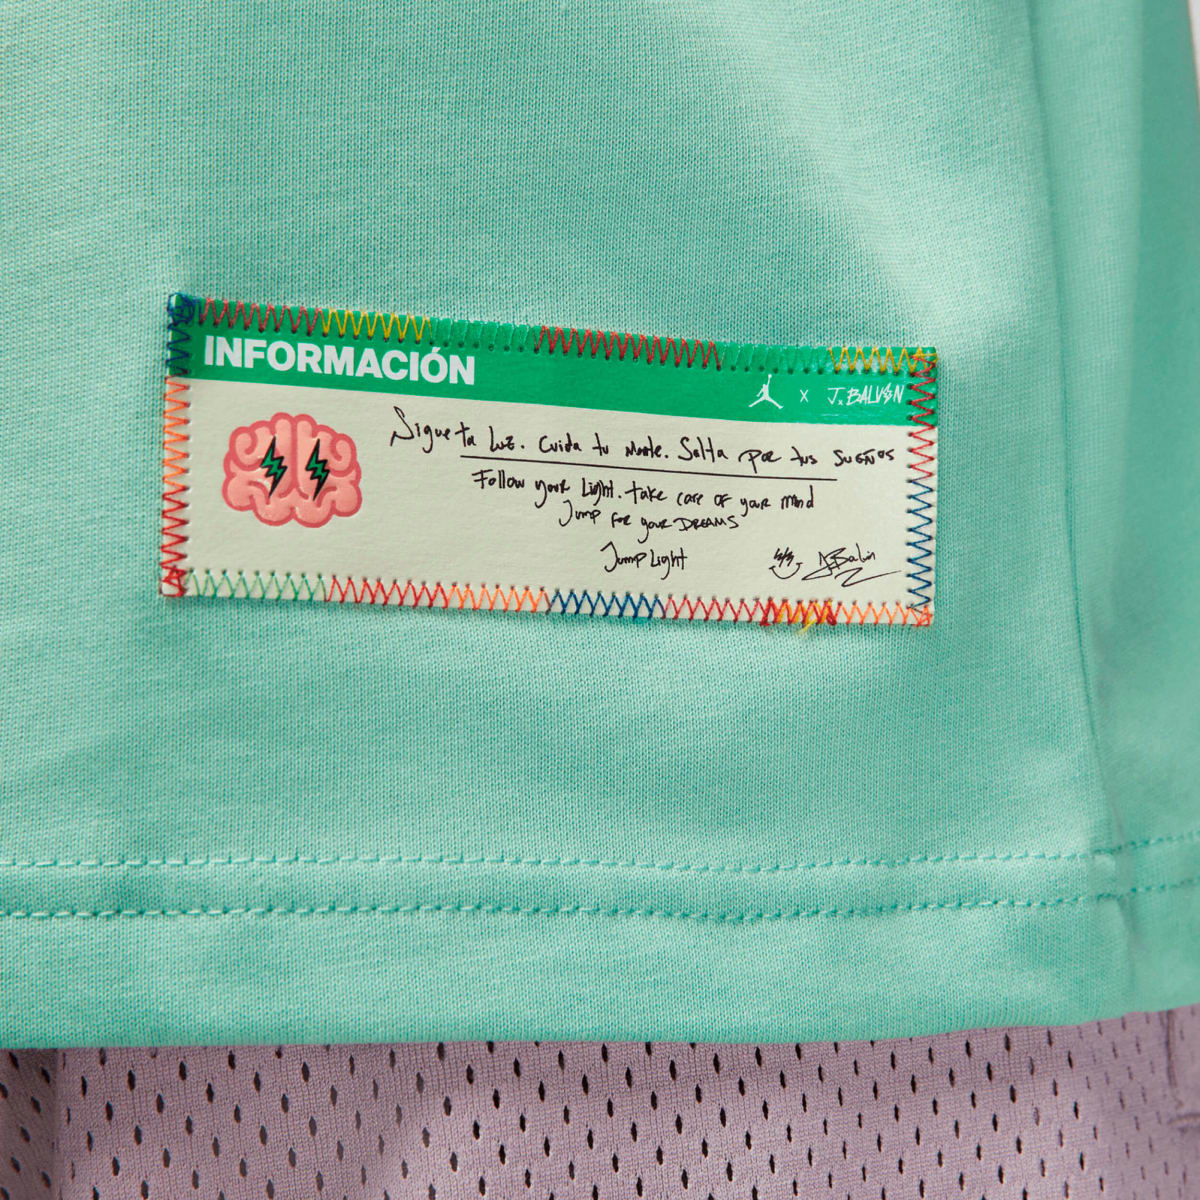 INFORMACIÓN
x J. BALVIN
Sigue tu Luz. Cuida tu Mente. Salta por tus SUEÑOS
Follow your Light. take care of your mind
Jump for your DREAMS
Jump Light
JBalvin